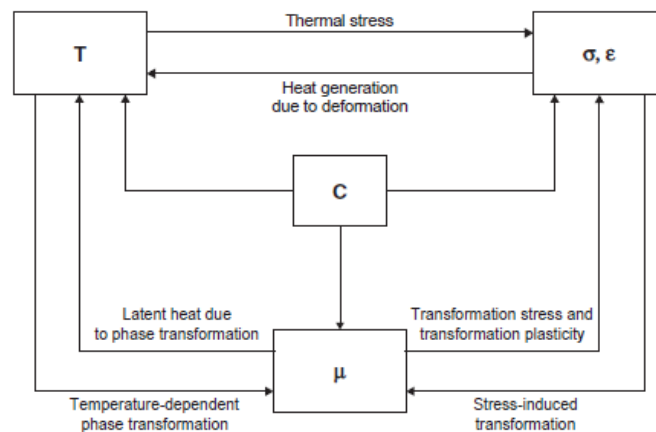 Thermal stress
T
σ, ε
Heat generation
due to deformation
C
Latent heat due
to phase transformation
Transformation stress and
transformation plasticity
μ
Temperature-dependent
phase transformation
Stress-induced
transformation